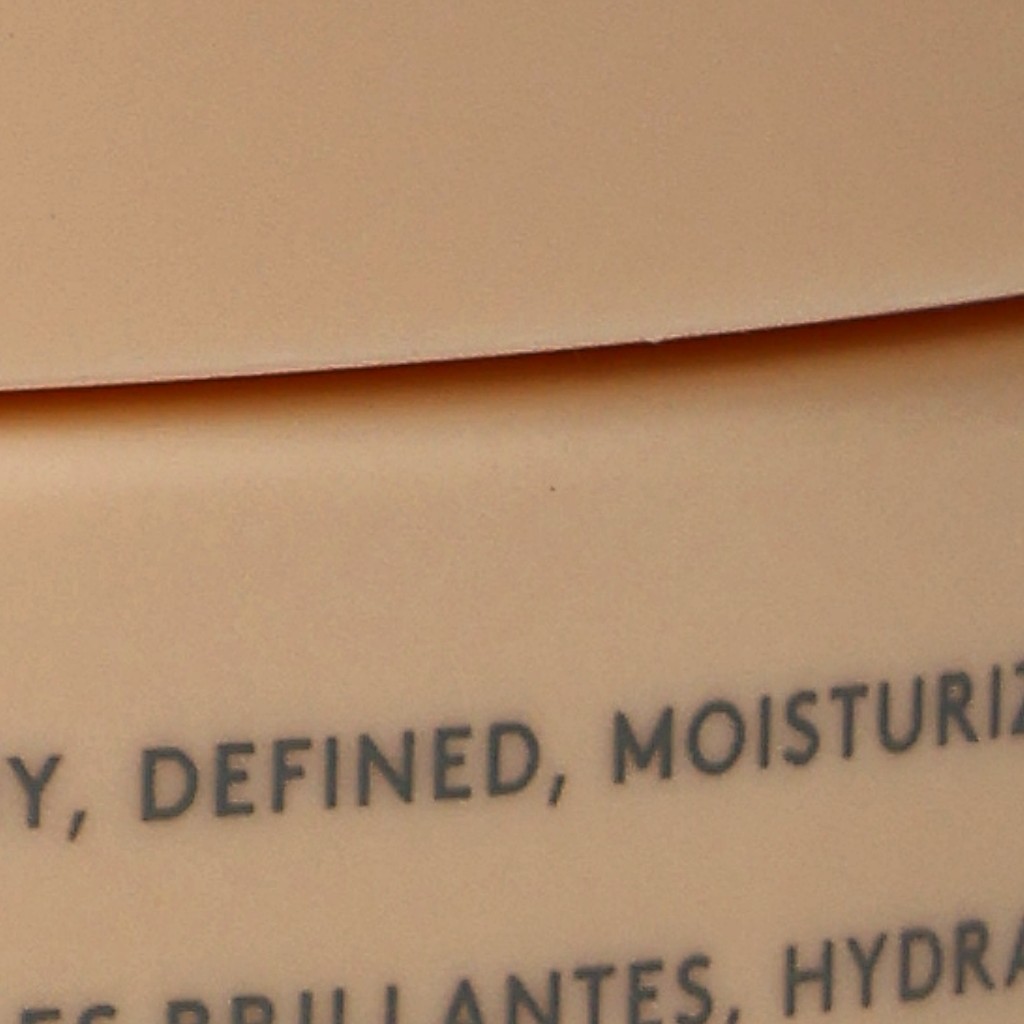 Y, DEFINED, MOISTURIZ
ES BRILLANTES, HYDRA